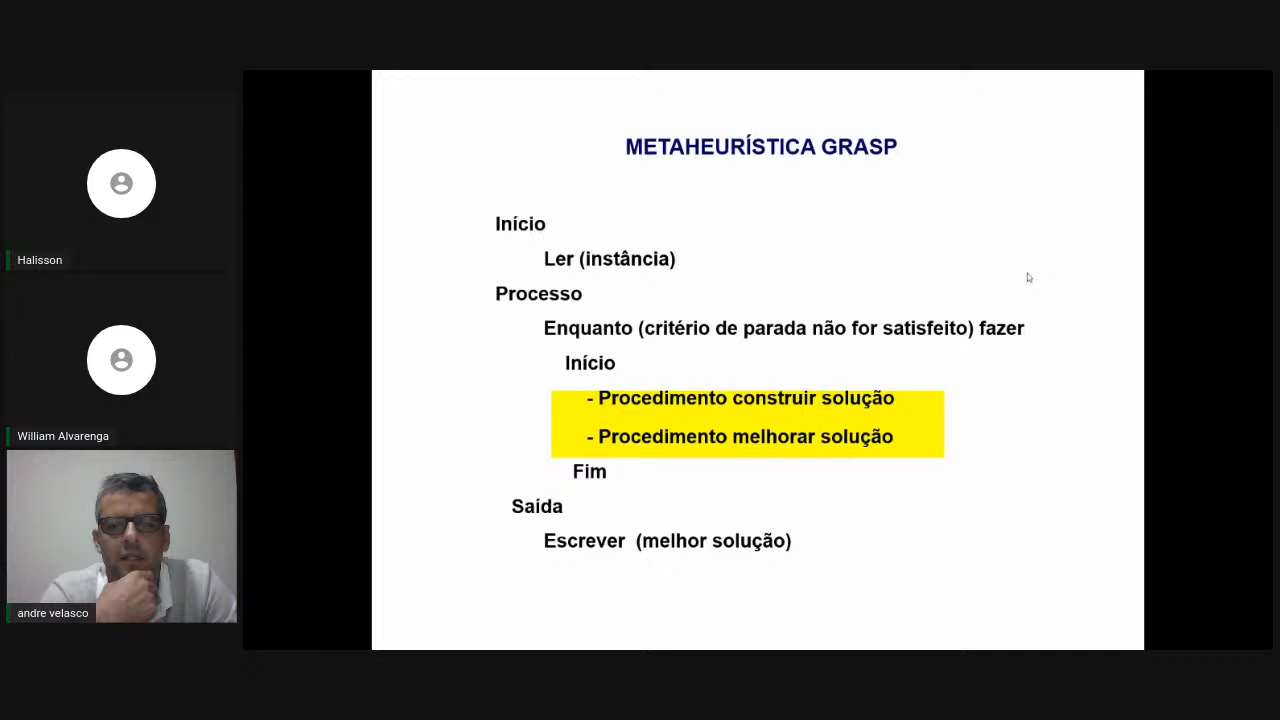 METAHEURÍSTICA GRASP
Início
Ler (instância)
Processo
Enquanto (critério de parada não for satisfeito) fazer
Início
- Procedimento construir solução
- Procedimento melhorar solução
Fim
Saída
Escrever (melhor solução)
Halisson
William Alvarenga
andre velasco